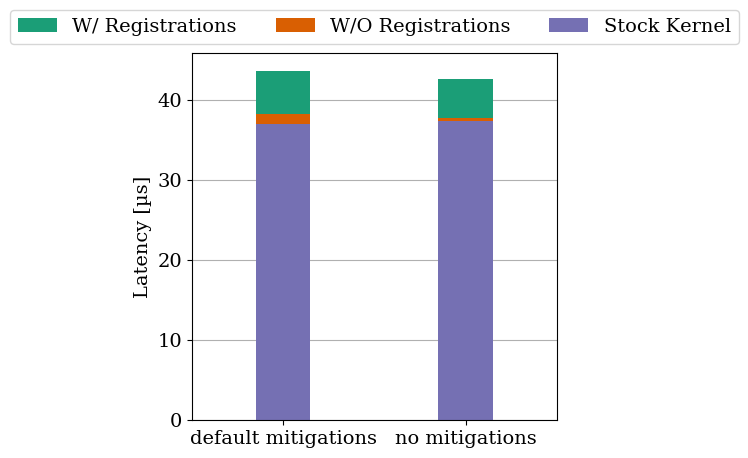 W/ Registrations W/O Registrations Stock Kernel
Latency [µs]
40
30
20
10
0
default mitigations no mitigations